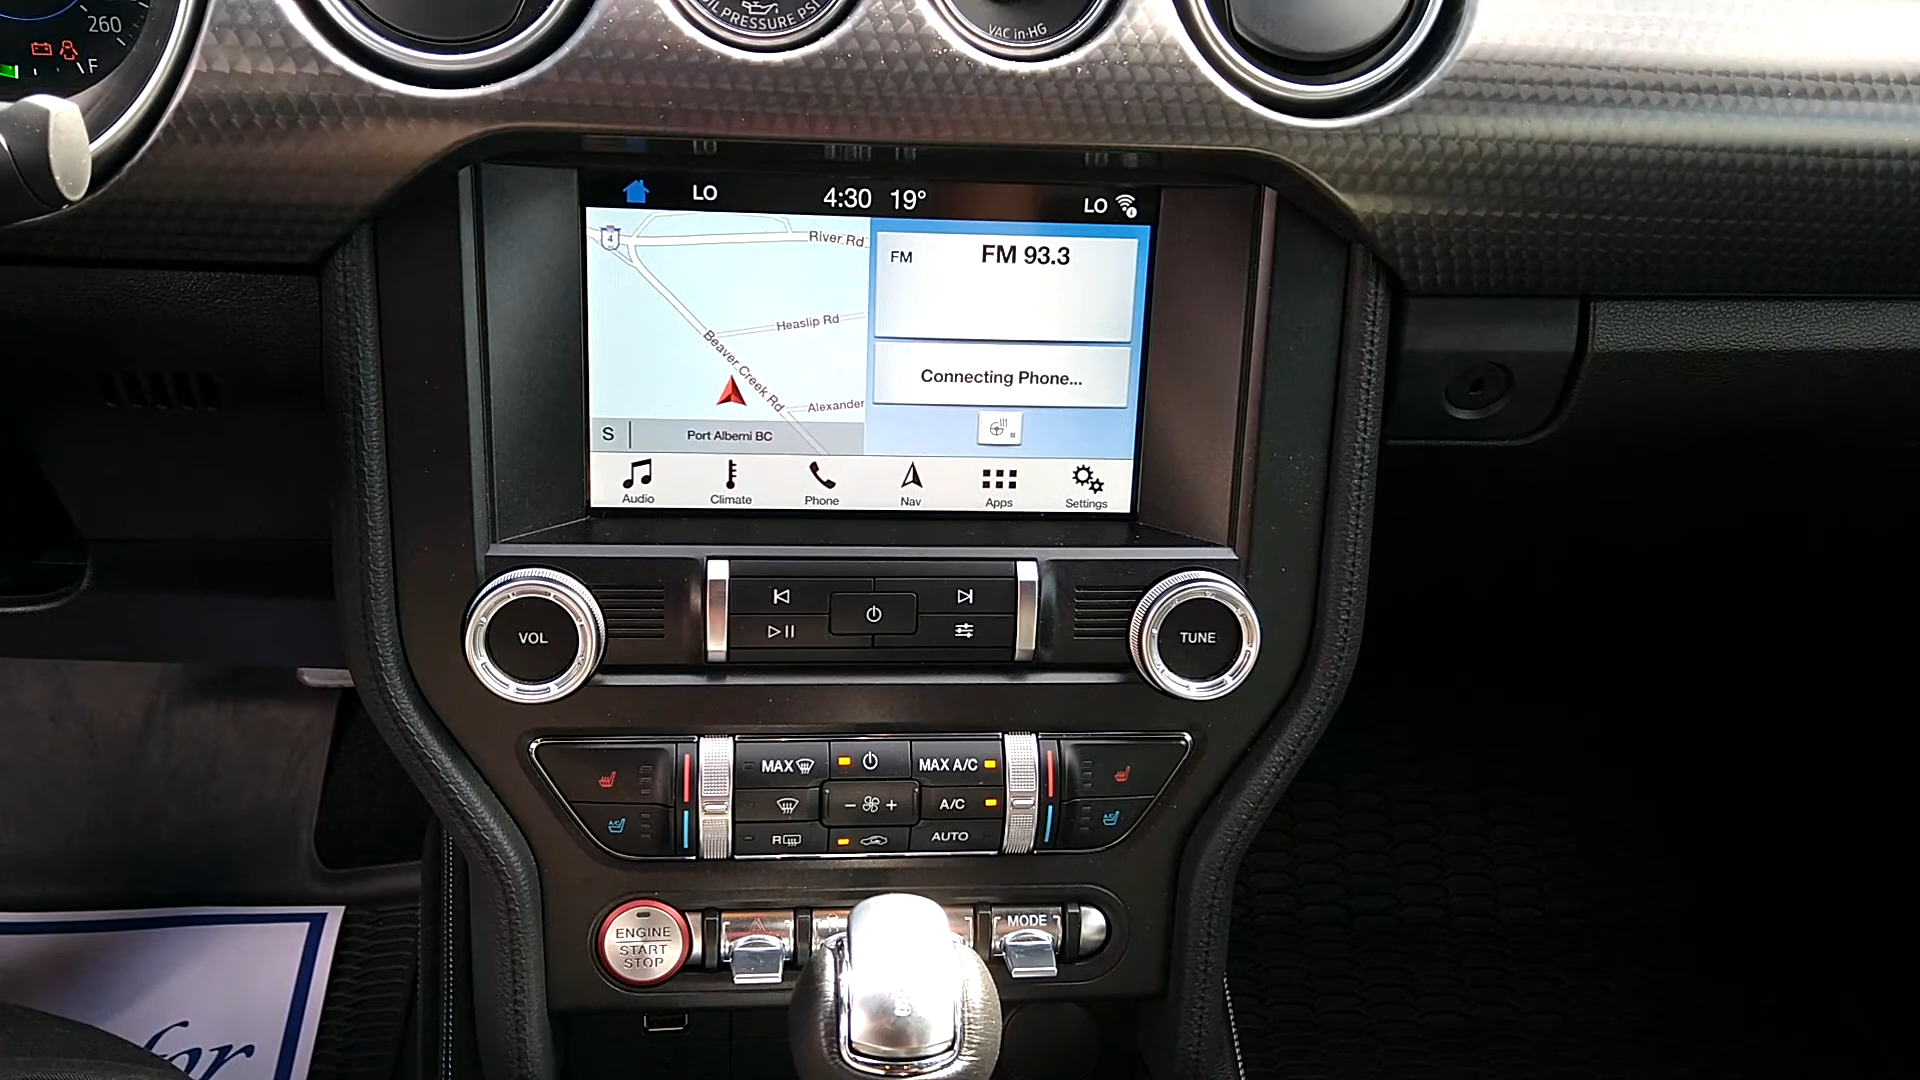 260
F
OIL PRESSURE PSI
VAC in-HG
LO
4:30 19°
LO
4
River Rd
Heaslip Rd
Beaver Creek Rd
Alexander
S
Port Alberni BC
FM
FM 93.3
Connecting Phone...
Audio
Climate
Phone
Nav
Apps
Settings
VOL
TUNE
MAX
MAX A/C
A/C
A/C
- +
A/C
R
AUTO
ENGINE
START
STOP
MODE